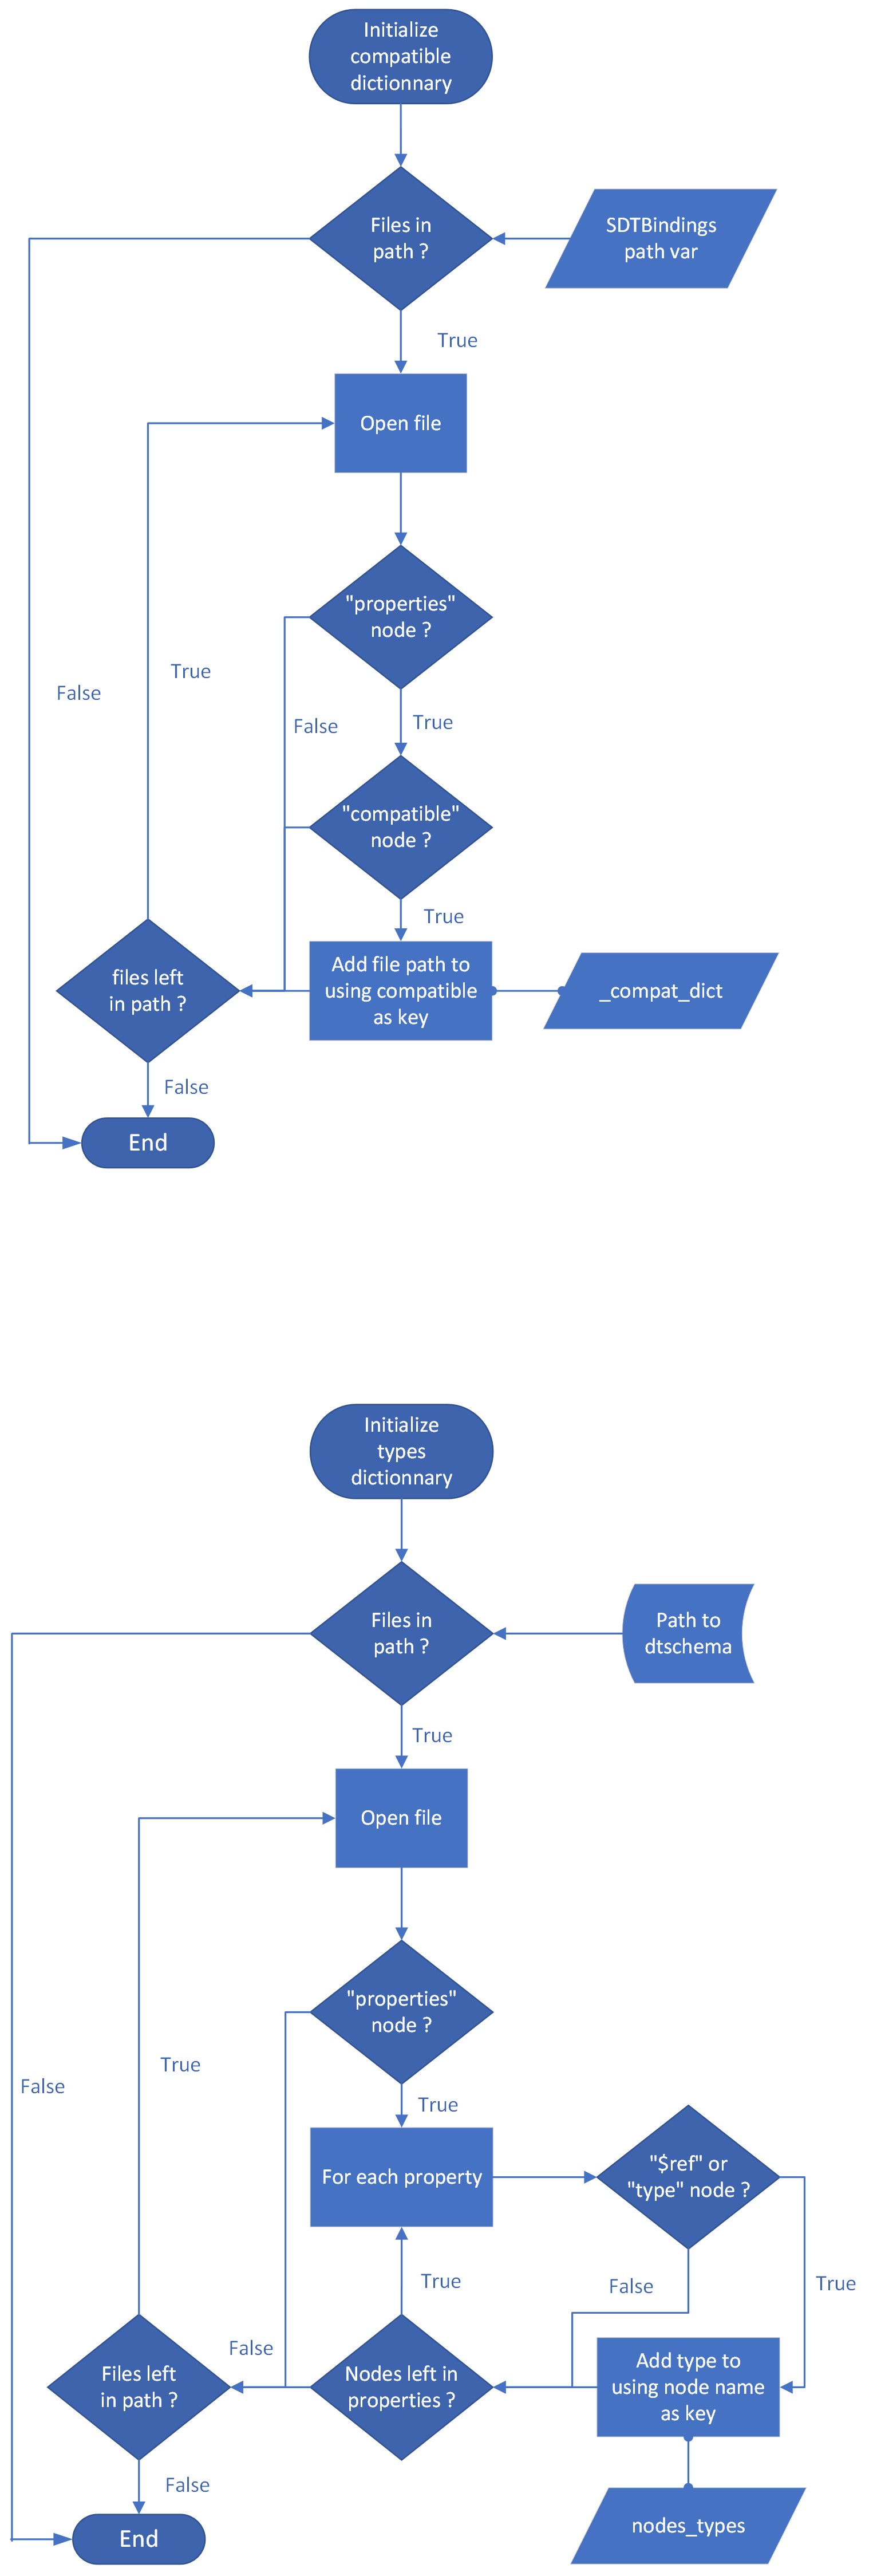 Initialize
compatible
dictionnary
Files in
path ?
SDTBindings
path var
True
Open file
"properties"
node ?
True
False
False
True
"compatible"
node ?
True
files left
in path ?
Add file path to
using compatible
as key
_compat_dict
False
End
Initialize
types
dictionnary
Files in
path ?
Path to
dtschema
True
Open file
"properties"
node ?
True
False
True
For each property
"$ref" or
"type" node ?
True
False
True
False
Files left
in path ?
Nodes left in
properties ?
Add type to
using node name
as key
False
End
nodes_types